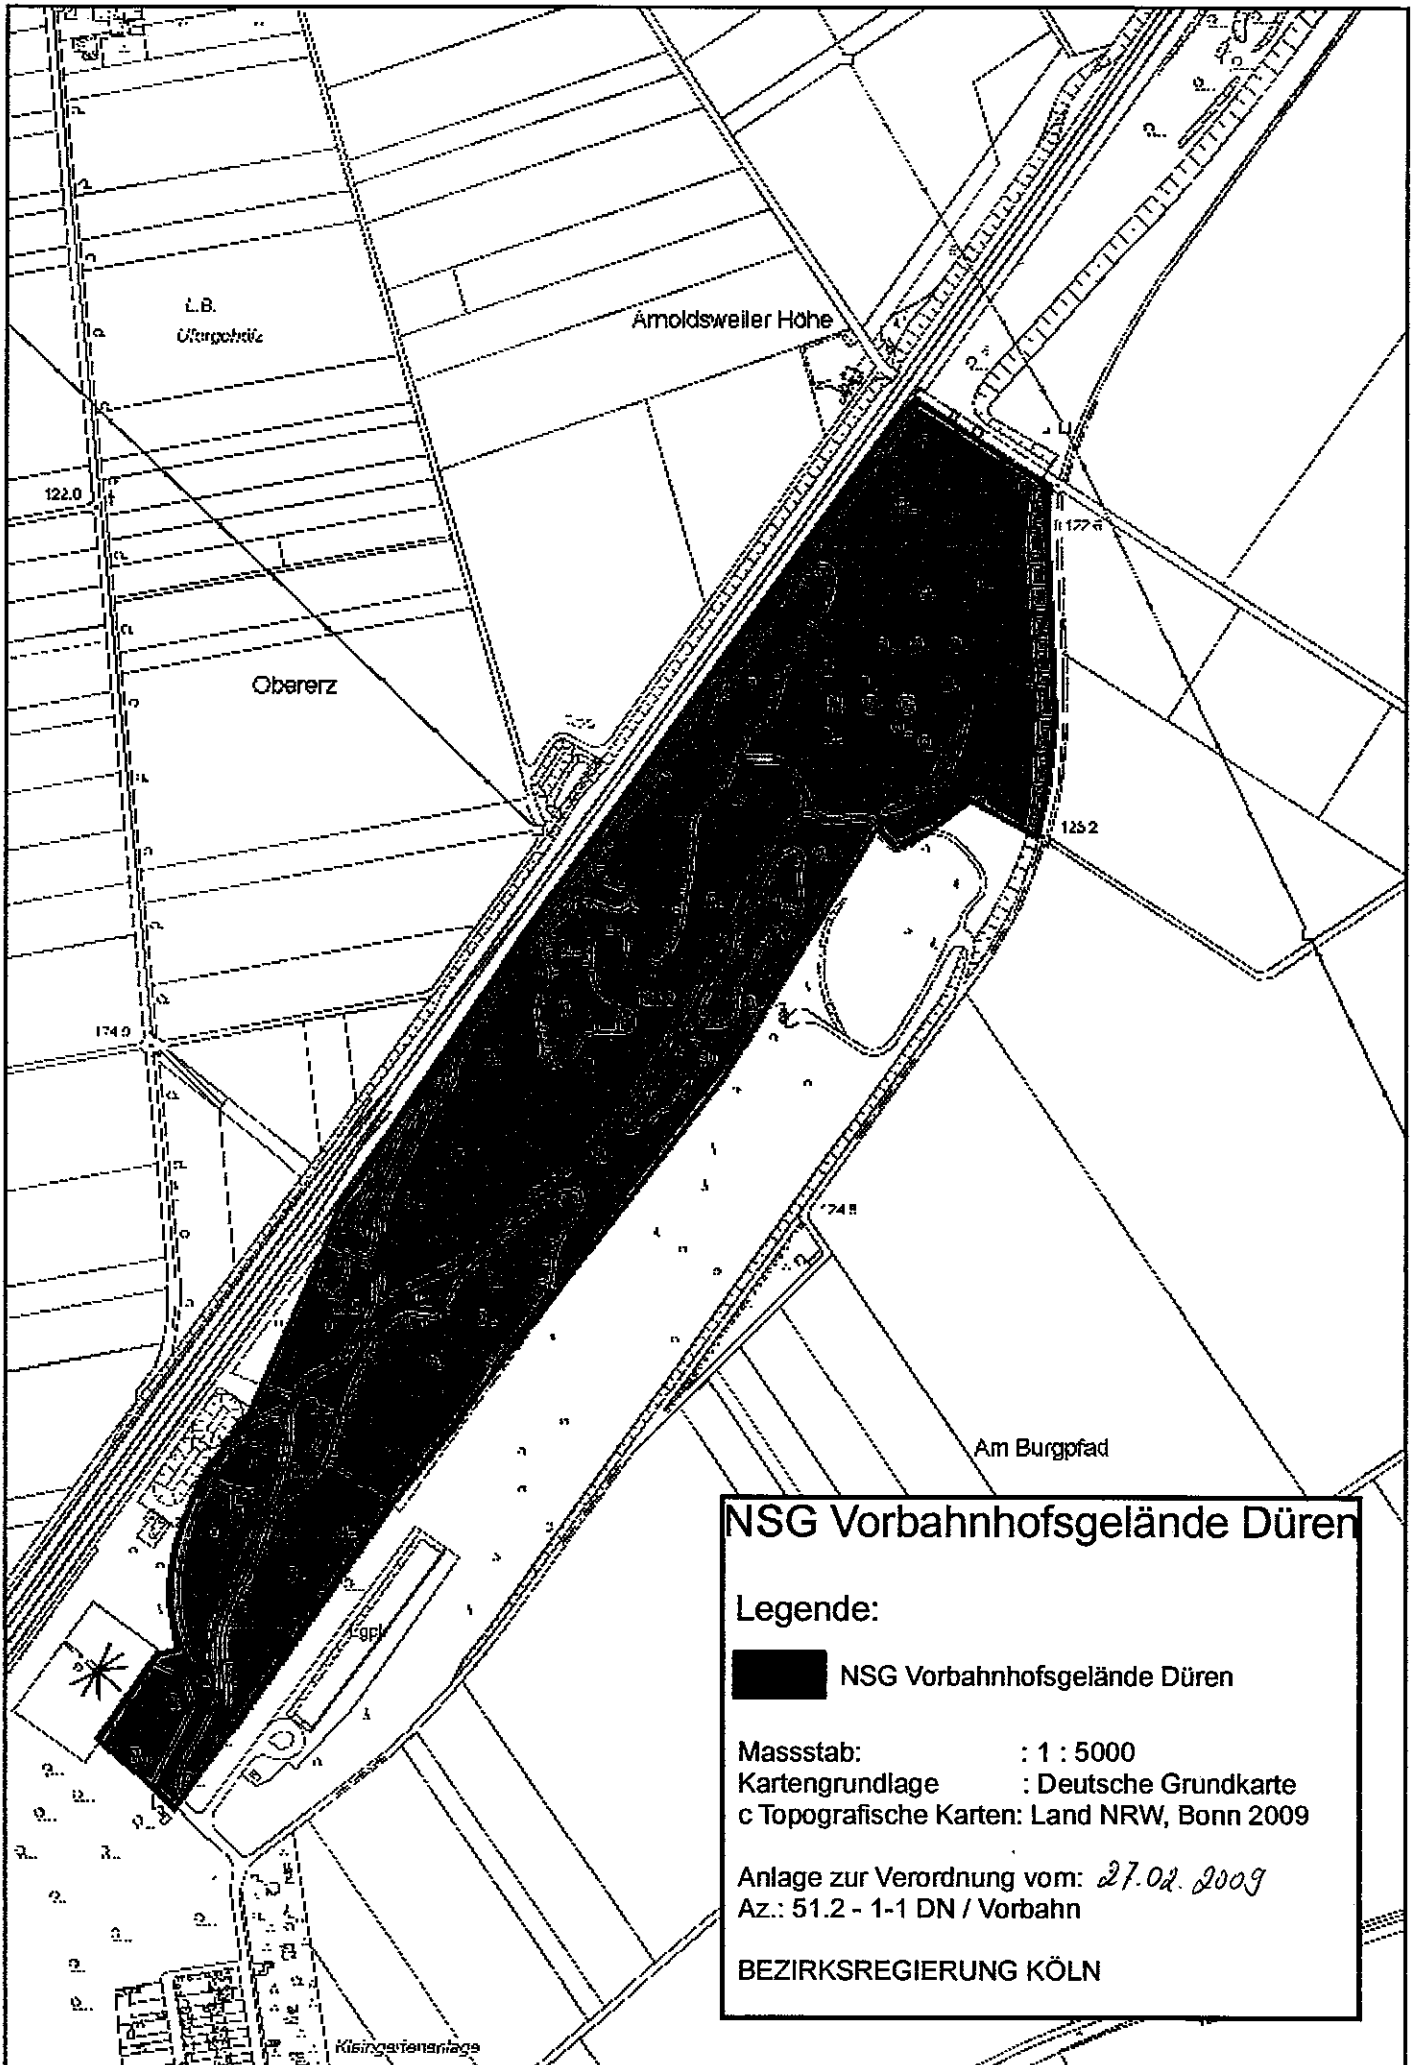 L.B.
Ufergehölz
Arnoldsweiler Höhe
122.0
Obererz
125.2
Am Burgpfad
Lgpl
Kleingartenanlage
NSG Vorbahnhofsgelände Düren
Legende:
NSG Vorbahnhofsgelände Düren
Massstab: : 1 : 5000
Kartengrundlage : Deutsche Grundkarte
c Topografische Karten: Land NRW, Bonn 2009
Anlage zur Verordnung vom: 27.02.2009
Az.: 51.2 - 1-1 DN / Vorbahn
BEZIRKSREGIERUNG KÖLN